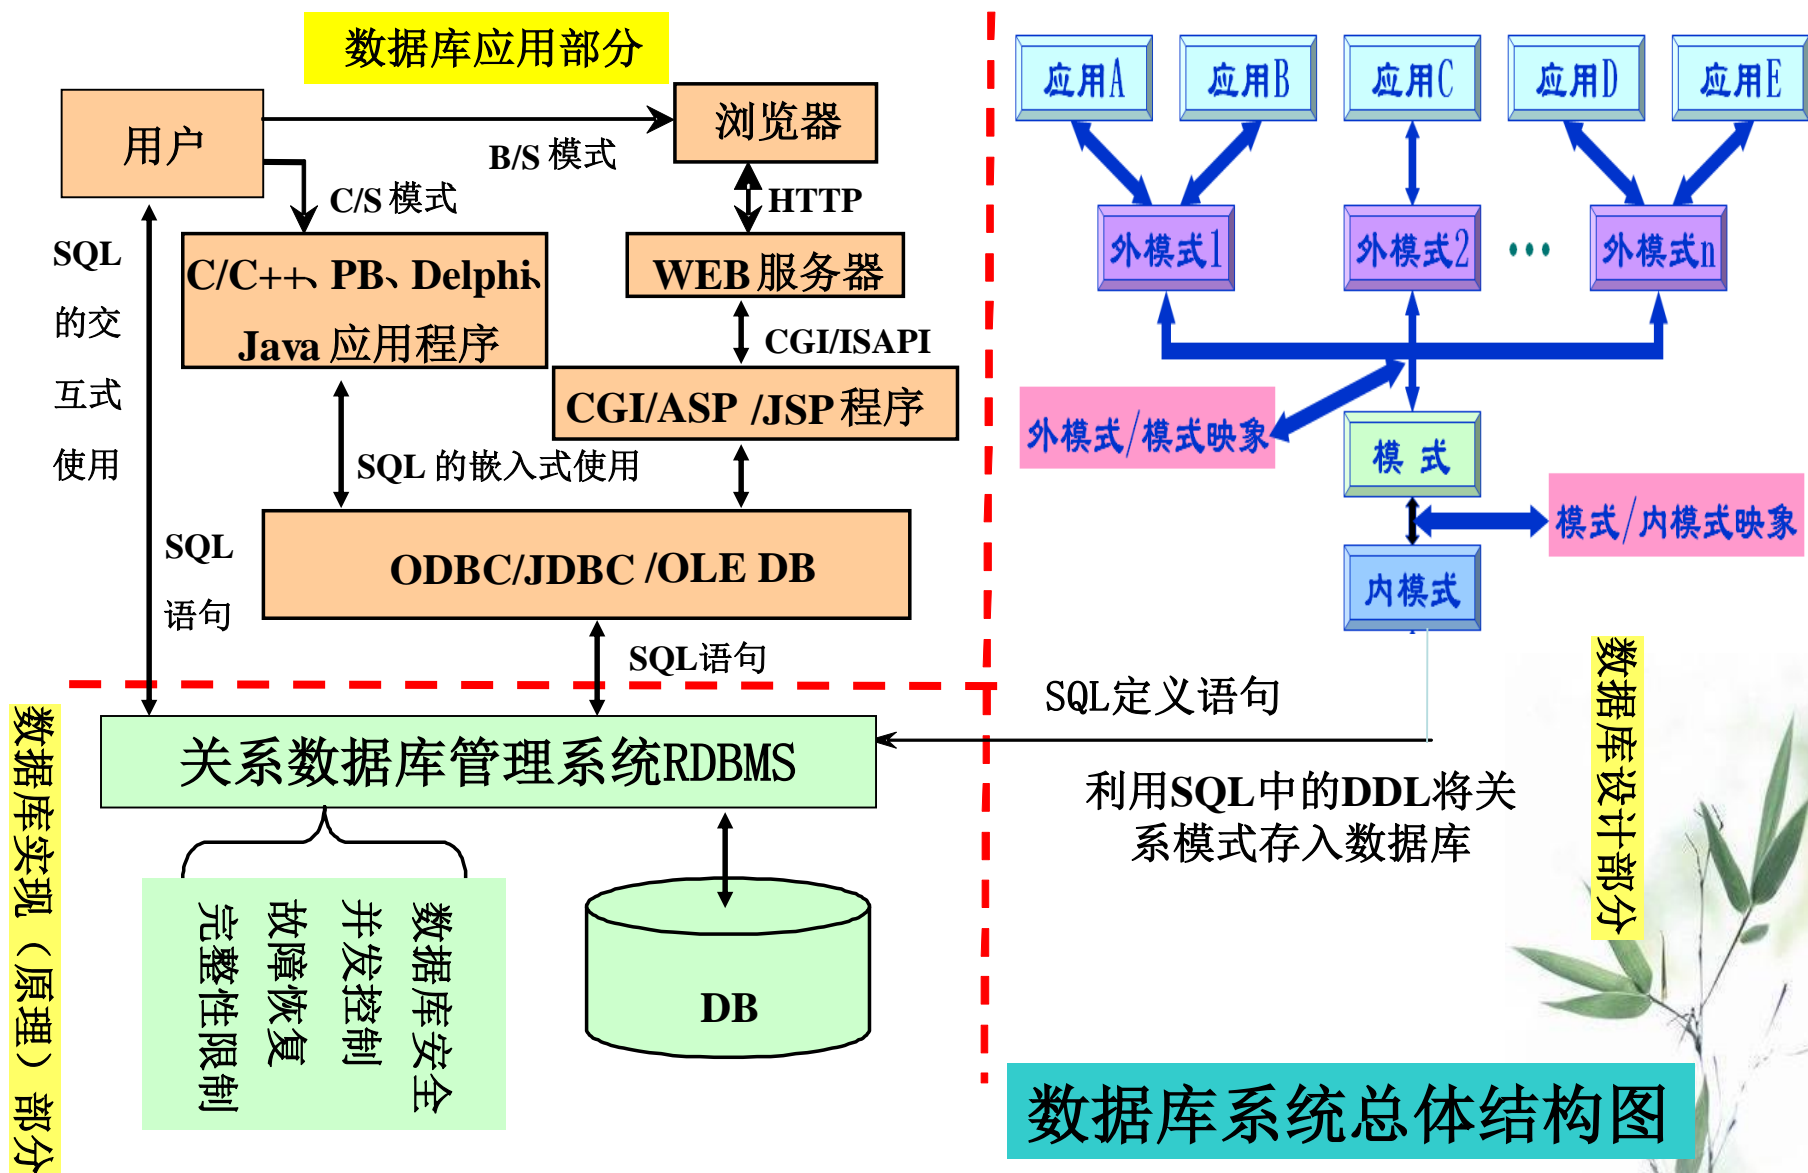 数据库应用部分
用户
浏览器
B/S 模式
C/S 模式
HTTP
SQL
的交
互式
使用
C/C++、PB、Delphi、
Java 应用程序
WEB 服务器
CGI/ISAPI
CGI/ASP /JSP 程序
SQL 的嵌入式使用
SQL
语句
ODBC/JDBC /OLE DB
SQL语句
数据库实现（原理）部分
关系数据库管理系统RDBMS
数据库安全
并发控制
故障恢复
完整性限制
DB
应用A
应用B
应用C
应用D
应用E
外模式1
外模式2
···
外模式n
外模式/模式映象
模 式
模式/内模式映象
内模式
数据库设计部分
SQL定义语句
利用SQL中的DDL将关
系模式存入数据库
数据库系统总体结构图